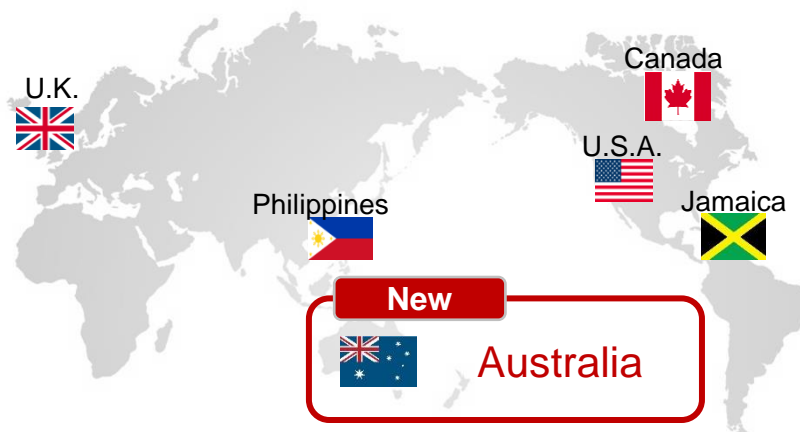 Canada
U.K.
U.S.A.
Philippines
Jamaica
New
Australia